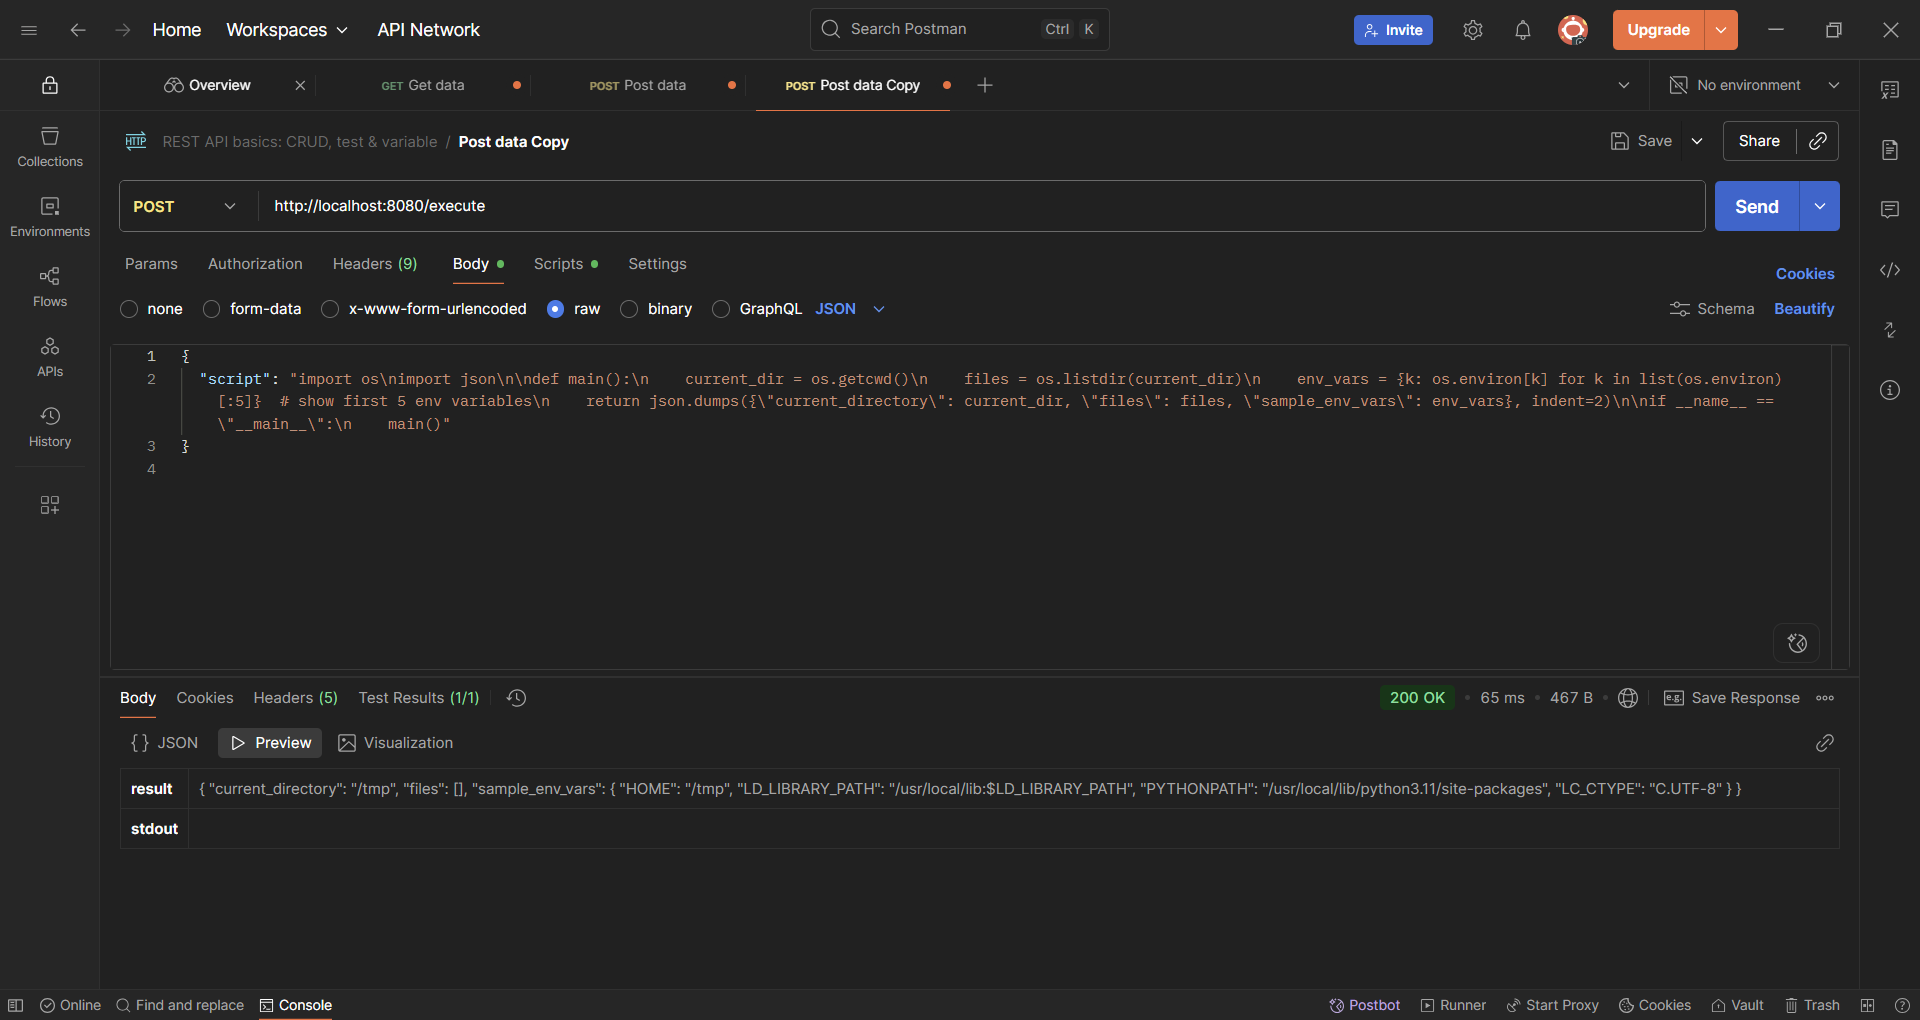 Home Workspaces API Network Search Postman Ctrl K Invite Upgrade
Overview GET Get data POST Post data POST Post data Copy No environment
HTTP REST API basics: CRUD, test & variable / Post data Copy Save Share
Collections
Environments
Flows
APIs
History
POST http://localhost:8080/execute Send
Params Authorization Headers (9) Body Scripts Settings Cookies
none form-data x-www-form-urlencoded raw binary GraphQL JSON Schema Beautify
1 {
2 "script": "import os\nimport json\n\ndef main():\n    current_dir = os.getcwd()\n    files = os.listdir(current_dir)\n    env_vars = {k: os.environ[k] for k in list(os.environ)
[:5]}  # show first 5 env variables\n    return json.dumps({\"current_directory\": current_dir, \"files\": files, \"sample_env_vars\": env_vars}, indent=2)\n\nif __name__ ==
\"__main__\":\n    main()"
3 }
4
Body Cookies Headers (5) Test Results (1/1) 200 OK 65 ms 467 B e.g. Save Response
{} JSON Preview Visualization
result { "current_directory": "/tmp", "files": [], "sample_env_vars": { "HOME": "/tmp", "LD_LIBRARY_PATH": "/usr/local/lib:$LD_LIBRARY_PATH", "PYTHONPATH": "/usr/local/lib/python3.11/site-packages", "LC_CTYPE": "C.UTF-8" } }
stdout
Online Find and replace Console Postbot Runner Start Proxy Cookies Vault Trash